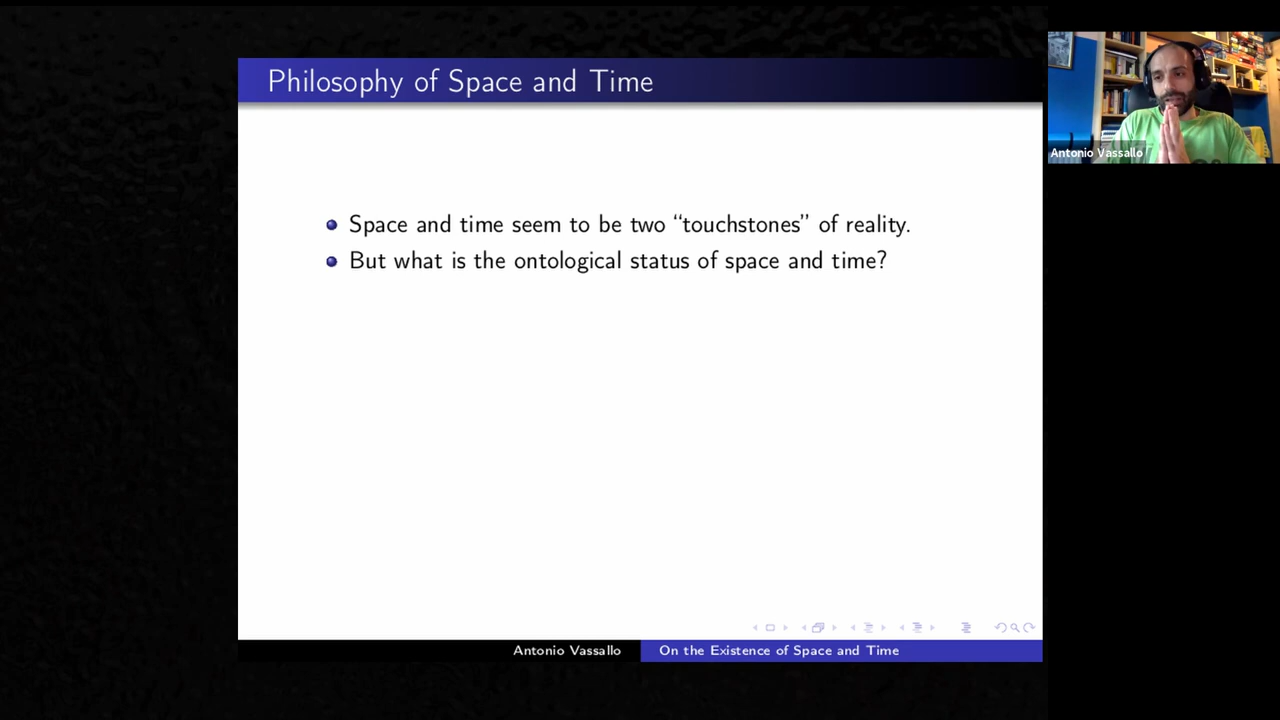 Philosophy of Space and Time
Space and time seem to be two “touchstones” of reality.
But what is the ontological status of space and time?
Antonio Vassallo
On the Existence of Space and Time
Antonio Vassallo